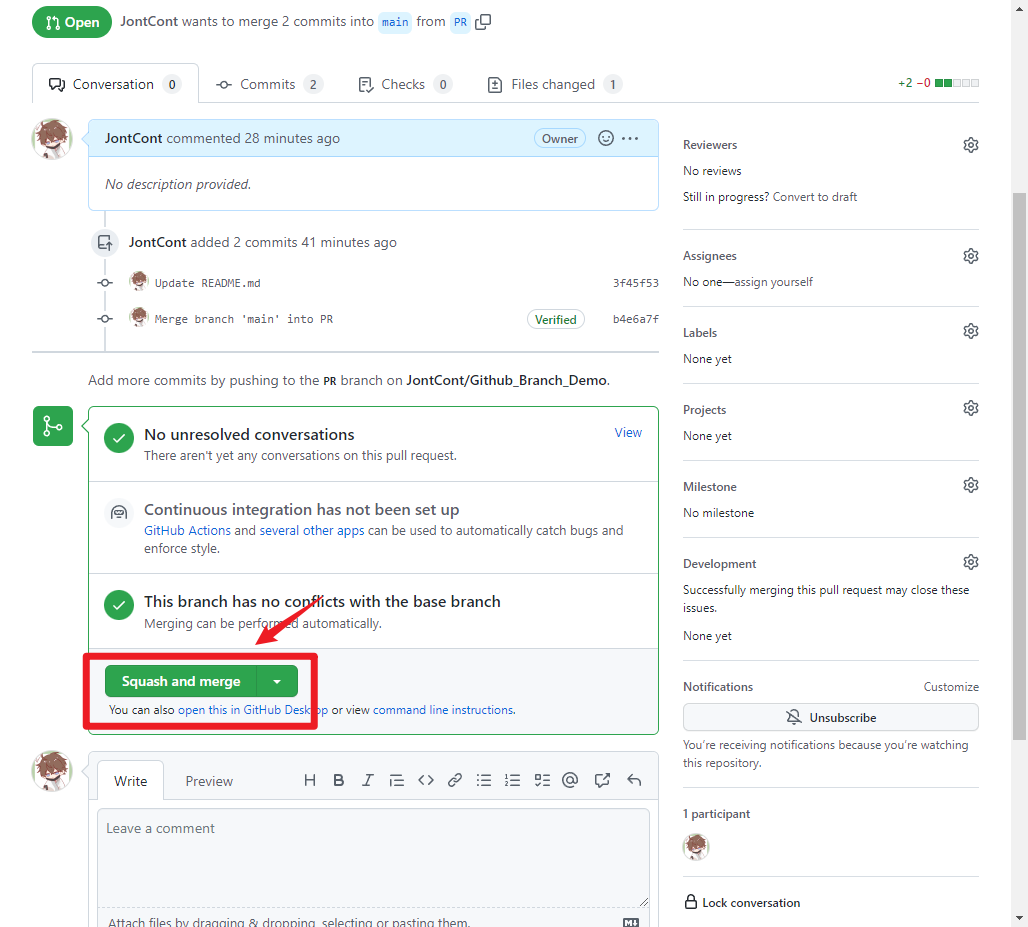 Open JontCont wants to merge 2 commits into main from PR
Conversation 0 Commits 2 Checks 0 Files changed 1 +2 −0
JontCont commented 28 minutes ago Owner
No description provided.
JontCont added 2 commits 41 minutes ago
Update README.md 3f45f53
Merge branch 'main' into PR Verified b4e6a7f
Add more commits by pushing to the PR branch on JontCont/Github_Branch_Demo.
No unresolved conversations View
There aren't yet any conversations on this pull request.
Continuous integration has not been set up
GitHub Actions and several other apps can be used to automatically catch bugs and
enforce style.
This branch has no conflicts with the base branch
Merging can be performed automatically.
Squash and merge
You can also open this in GitHub Desktop or view command line instructions.
Write Preview
Leave a comment
Attach files by dragging & dropping, selecting or pasting them.
Reviewers
No reviews
Still in progress? Convert to draft
Assignees
No one—assign yourself
Labels
None yet
Projects
None yet
Milestone
No milestone
Development
Successfully merging this pull request may close these
issues.
None yet
Notifications Customize
Unsubscribe
You're receiving notifications because you're watching
this repository.
1 participant
Lock conversation